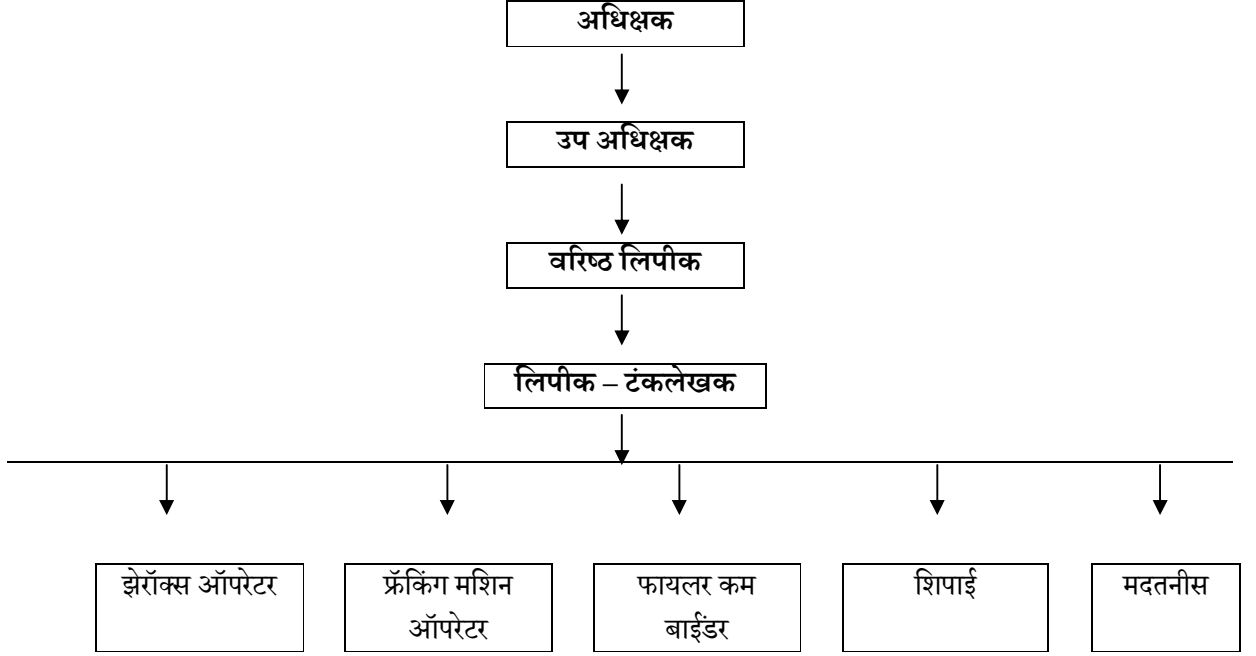 अधिक्षक
उप अधिक्षक
वरिष्ठ लिपीक
लिपीक – टंकलेखक
झेरॉक्स ऑपरेटर
फ्रॅकिंग मशिन
ऑपरेटर
फायलर कम
बाईंडर
शिपाई
मदतनीस